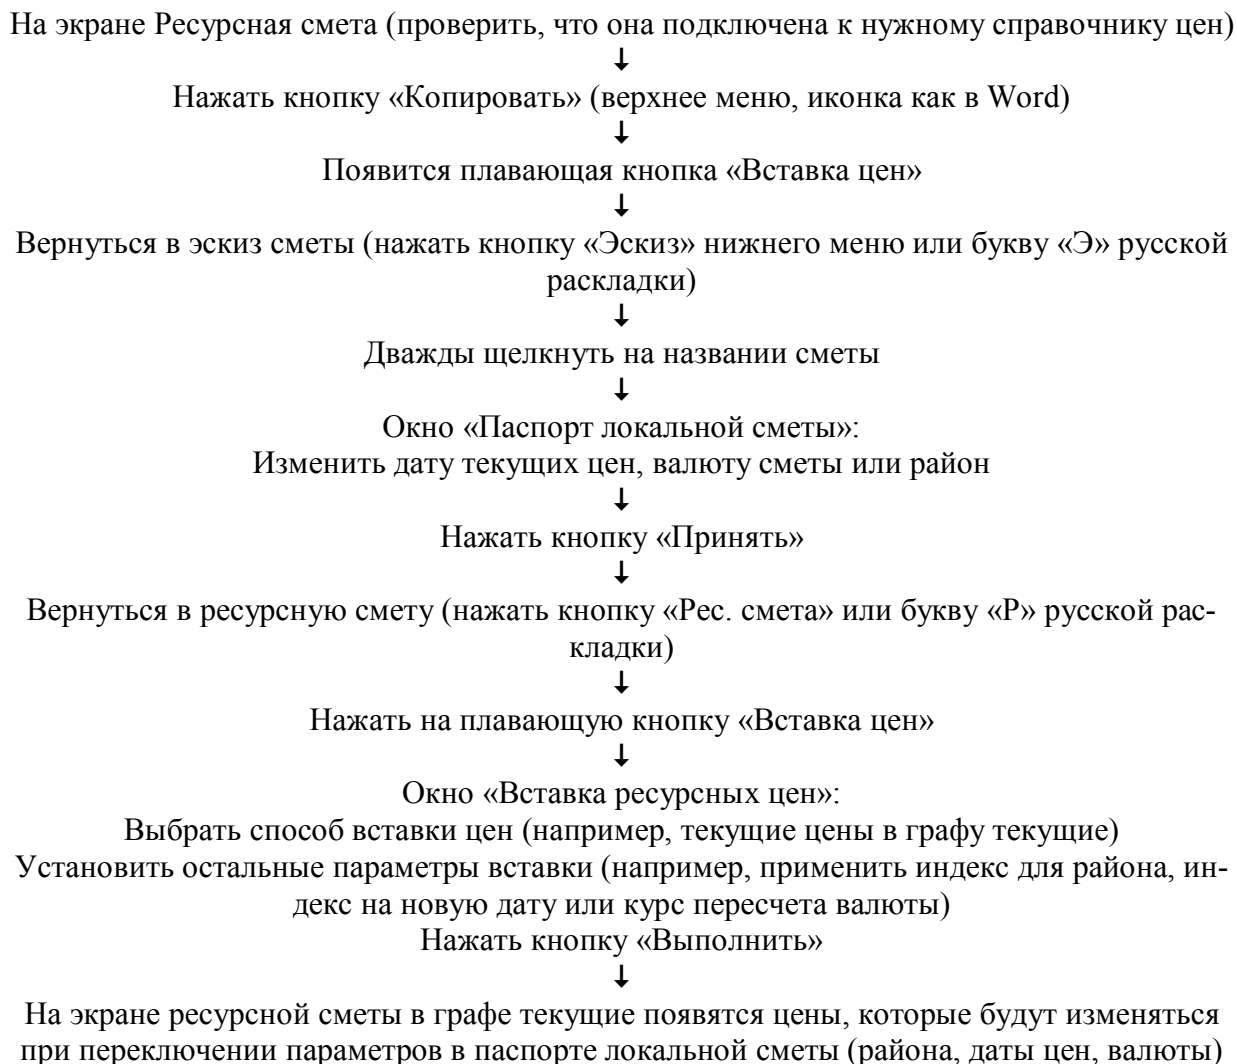 На экране Ресурсная смета (проверить, что она подключена к нужному справочнику цен)
↓
Нажать кнопку «Копировать» (верхнее меню, иконка как в Word)
↓
Появится плавающая кнопка «Вставка цен»
↓
Вернуться в эскиз сметы (нажать кнопку «Эскиз» нижнего меню или букву «Э» русской
раскладки)
↓
Дважды щелкнуть на названии сметы
↓
Окно «Паспорт локальной сметы»:
Изменить дату текущих цен, валюту сметы или район
↓
Нажать кнопку «Принять»
↓
Вернуться в ресурсную смету (нажать кнопку «Рес. смета» или букву «Р» русской рас-
кладки)
↓
Нажать на плавающую кнопку «Вставка цен»
↓
Окно «Вставка ресурсных цен»:
Выбрать способ вставки цен (например, текущие цены в графу текущие)
Установить остальные параметры вставки (например, применить индекс для района, ин-
декс на новую дату или курс пересчета валюты)
Нажать кнопку «Выполнить»
↓
На экране ресурсной сметы в графе текущие появятся цены, которые будут изменяться
при переключении параметров в паспорте локальной сметы (района, даты цен, валюты)